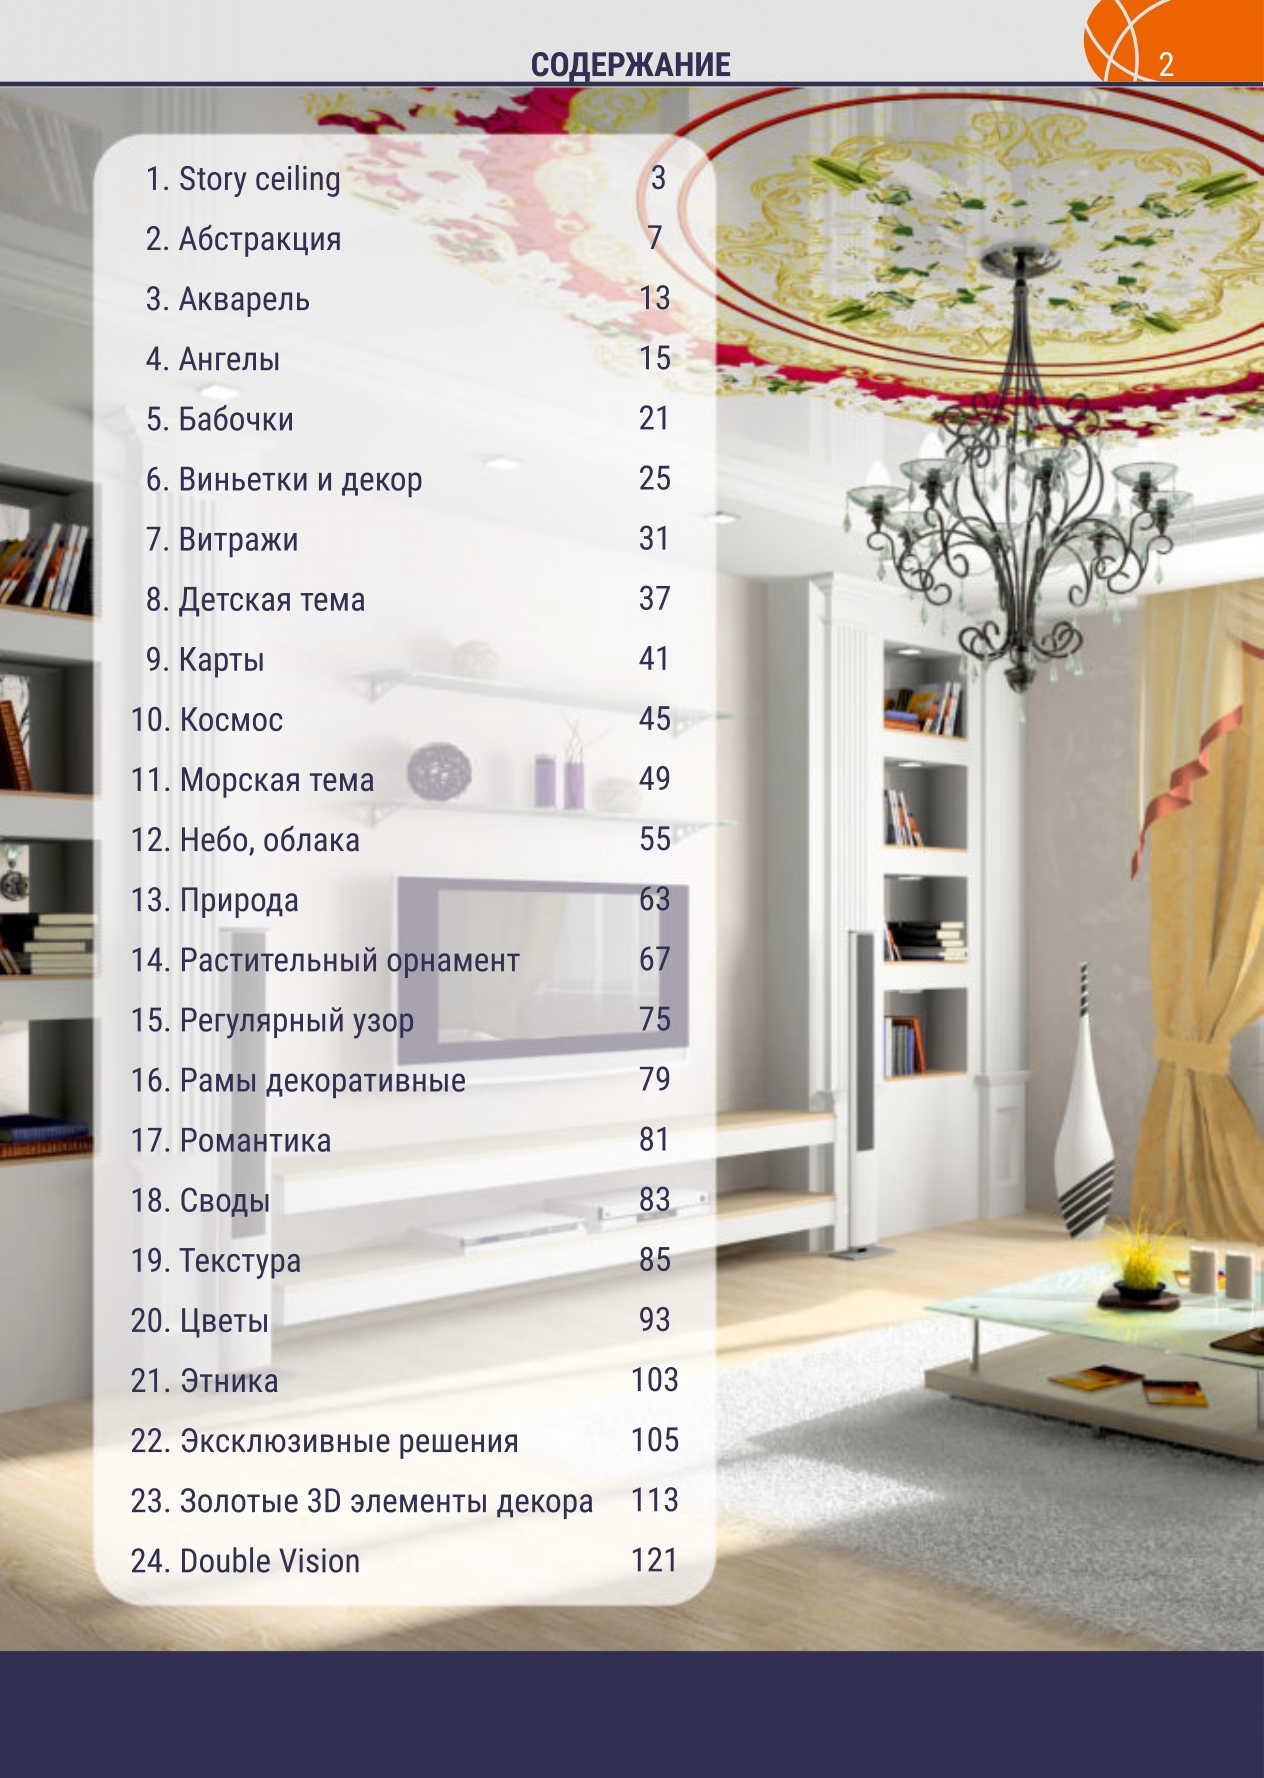 СОДЕРЖАНИЕ
2
1. Story ceiling 3
2. Абстракция 7
3. Акварель 13
4. Ангелы 15
5. Бабочки 21
6. Виньетки и декор 25
7. Витражи 31
8. Детская тема 37
9. Карты 41
10. Космос 45
11. Морская тема 49
12. Небо, облака 55
13. Природа 63
14. Растительный орнамент 67
15. Регулярный узор 75
16. Рамы декоративные 79
17. Романтика 81
18. Своды 83
19. Текстура 85
20. Цветы 93
21. Этника 103
22. Эксклюзивные решения 105
23. Золотые 3D элементы декора 113
24. Double Vision 121